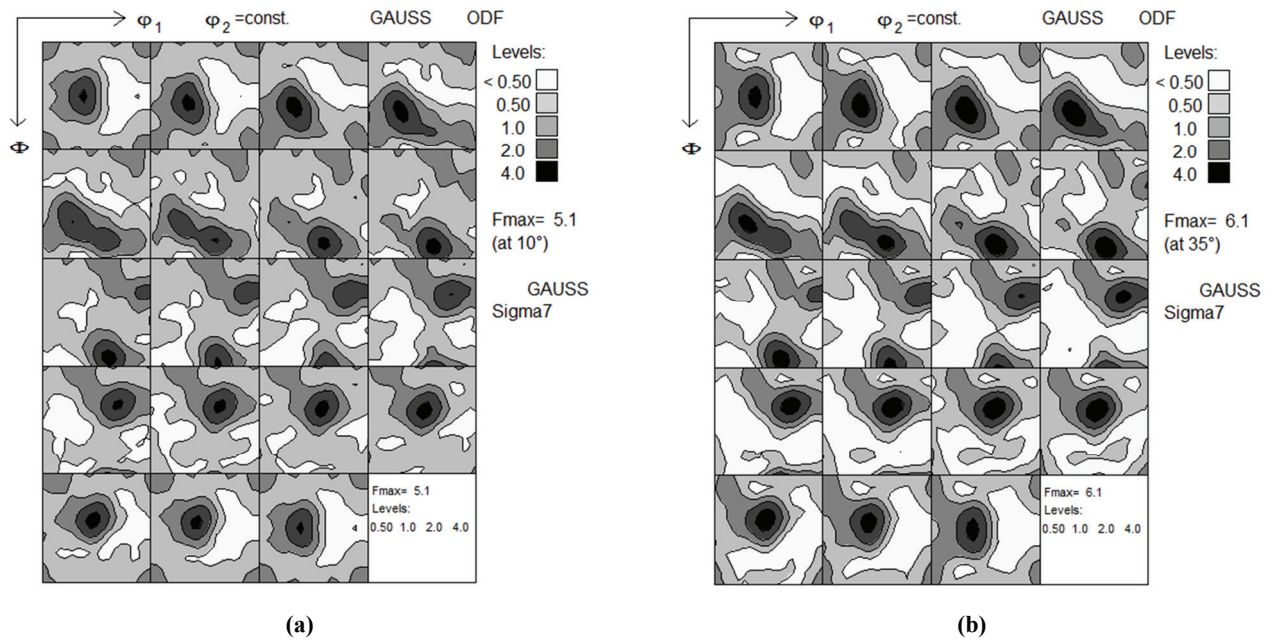 φ1 φ2 =const. GAUSS ODF
Φ
Levels:
< 0.50
0.50
1.0
2.0
4.0
Fmax= 5.1
(at 10°)
GAUSS
Sigma7
Fmax= 5.1
Levels:
0.50 1.0 2.0 4.0
(a)
φ1 φ2 =const. GAUSS ODF
Φ
Levels:
< 0.50
0.50
1.0
2.0
4.0
Fmax= 6.1
(at 35°)
GAUSS
Sigma7
Fmax= 6.1
Levels:
0.50 1.0 2.0 4.0
(b)